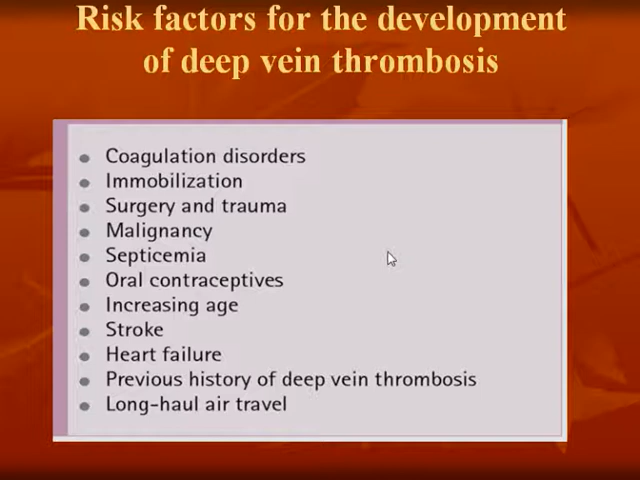 Risk factors for the development
of deep vein thrombosis
Coagulation disorders
Immobilization
Surgery and trauma
Malignancy
Septicemia
Oral contraceptives
Increasing age
Stroke
Heart failure
Previous history of deep vein thrombosis
Long-haul air travel